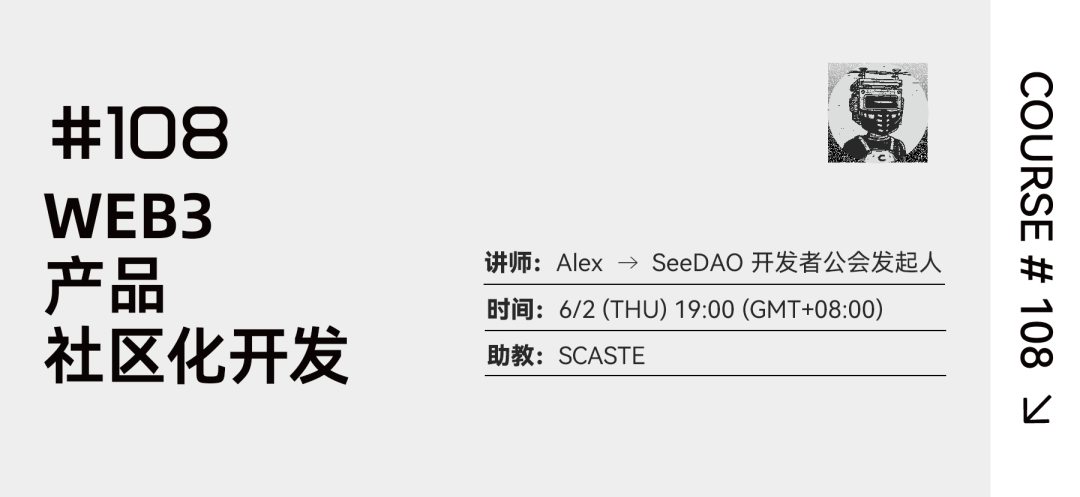 #108
WEB3
产品
社区化开发
讲师： Alex → SeeDAO 开发者公会发起人
时间： 6/2 (THU) 19:00 (GMT+08:00)
助教： SCASTE
C
COURSE # 108 ↙